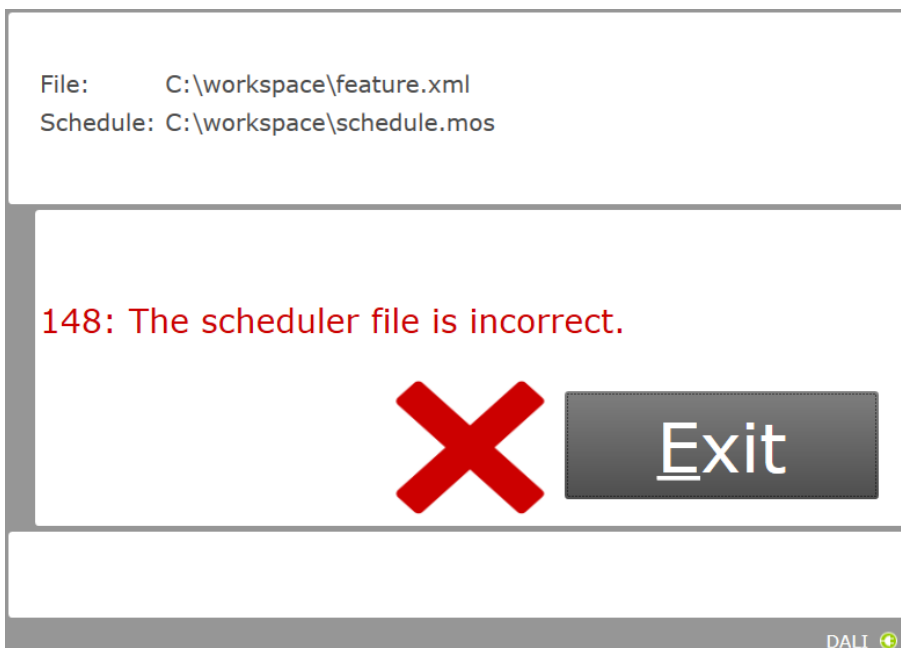 File: C:\workspace\feature.xml
Schedule: C:\workspace\schedule.mos
148: The scheduler file is incorrect.
Exit
DALI